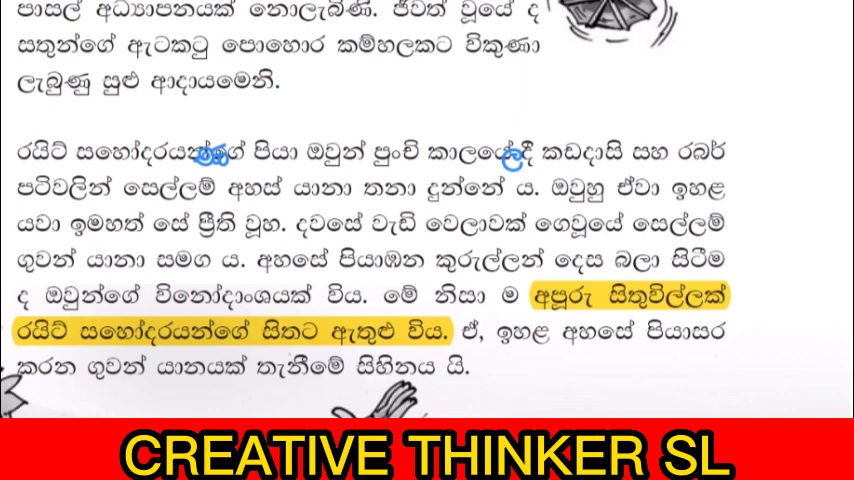 පාසල් අධ්‍යාපනයක් නොලැබිණි. ජීවත් වූයේ ද
සතුන්ගේ ඇටකටු පොහොර කම්හලකට විකුණා
ලැබුණු සුළු ආදායමෙනි.
රයිට් සහෝදරයන්ගේ පියා ඔවුන් පුංචි කාලයේදී කඩදාසි සහ රබර්
පටිවලින් සෙල්ලම් අහස් යානා තනා දුන්නේ ය. ඔවුහු ඒවා ඉහළ
යවා ඉමහත් සේ ප්‍රීති වූහ. දවසේ වැඩි වෙලාවක් ගෙවූයේ සෙල්ලම්
ගුවන් යානා සමග ය. අහසේ පියාඹන කුරුල්ලන් දෙස බලා සිටීම
ද ඔවුන්ගේ විනෝදාංශයක් විය. මේ නිසා ම අපූරු සිතුවිල්ලක්
රයිට් සහෝදරයන්ගේ සිතට ඇතුළු විය. ඒ, ඉහළ අහසේ පියාසර
කරන ගුවන් යානයක් තැනීමේ සිහිනය යි.
CREATIVE THINKER SL